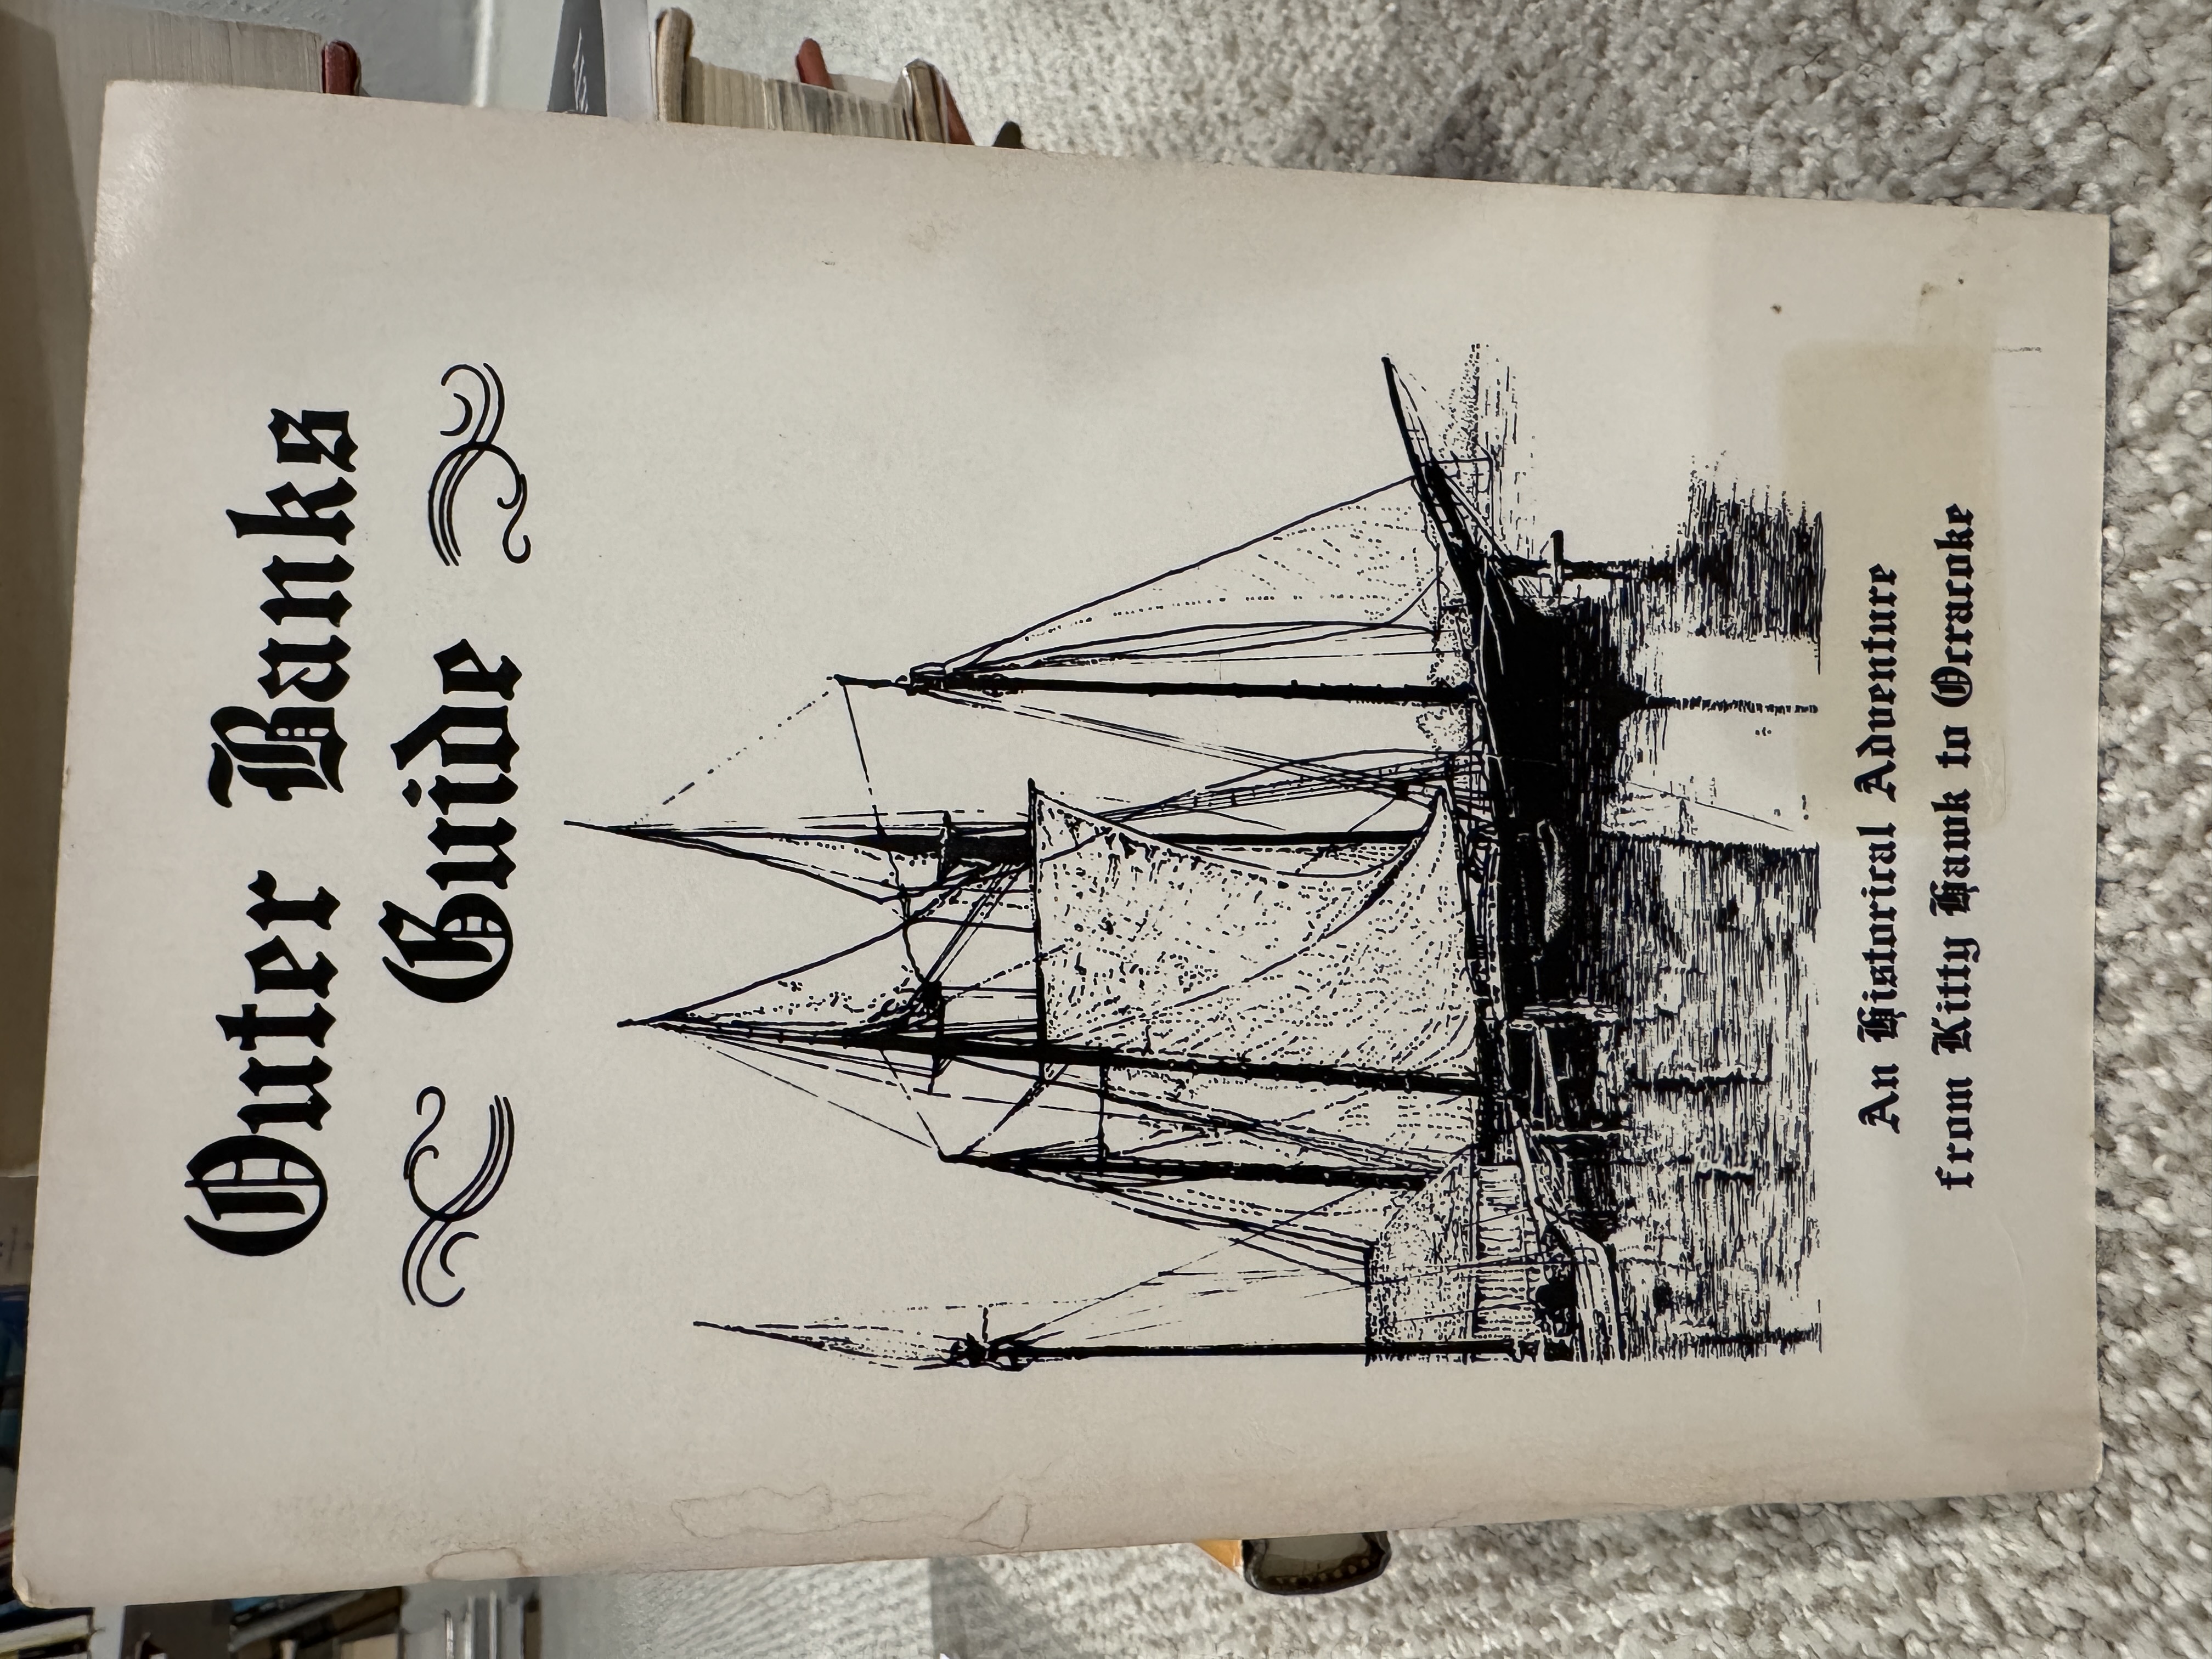 Outer Banks
Guide
An Historical Adventure
from Kitty Hawk to Ocracoke